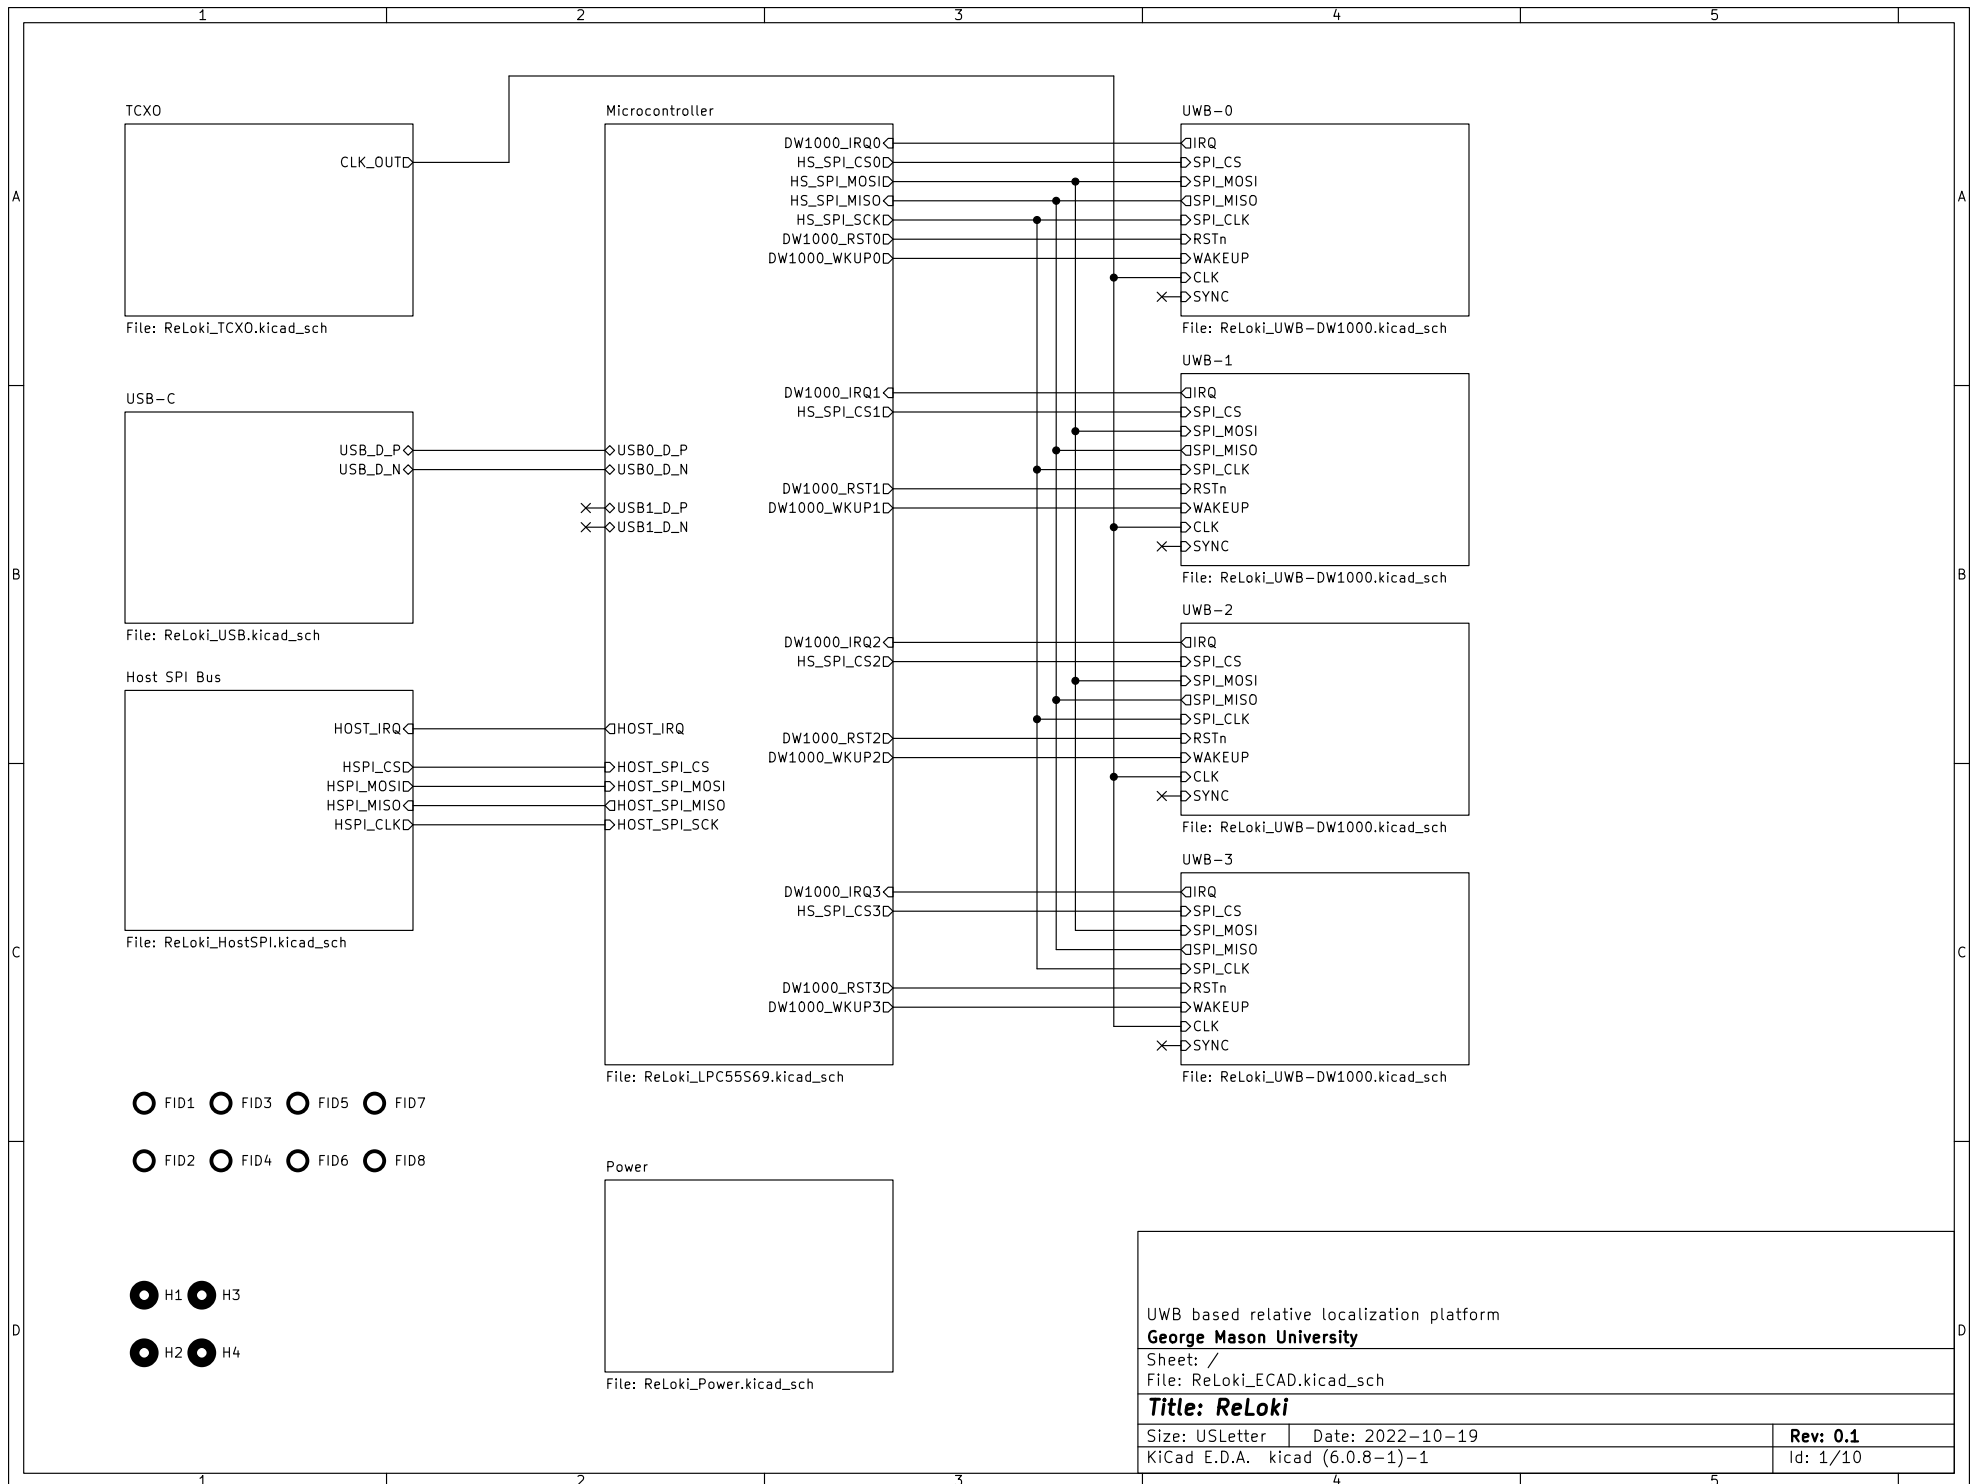 1 2 3 4 5
TCXO
CLK_OUT
File: ReLoki_TCXO.kicad_sch
USB-C
USB_D_P
USB_D_N
File: ReLoki_USB.kicad_sch
Host SPI Bus
HOST_IRQ
HSPI_CS
HSPI_MOSI
HSPI_MISO
HSPI_CLK
File: ReLoki_HostSPI.kicad_sch
Microcontroller
DW1000_IRQ0
HS_SPI_CS0
HS_SPI_MOSI
HS_SPI_MISO
HS_SPI_SCK
DW1000_RST0
DW1000_WKUP0
DW1000_IRQ1
HS_SPI_CS1
USB0_D_P
USB0_D_N
DW1000_RST1
USB1_D_P
DW1000_WKUP1
USB1_D_N
DW1000_IRQ2
HS_SPI_CS2
HOST_IRQ
DW1000_RST2
DW1000_WKUP2
HOST_SPI_CS
HOST_SPI_MOSI
HOST_SPI_MISO
HOST_SPI_SCK
DW1000_IRQ3
HS_SPI_CS3
DW1000_RST3
DW1000_WKUP3
File: ReLoki_LPC55S69.kicad_sch
UWB-0
IRQ
SPI_CS
SPI_MOSI
SPI_MISO
SPI_CLK
RSTn
WAKEUP
CLK
SYNC
File: ReLoki_UWB-DW1000.kicad_sch
UWB-1
IRQ
SPI_CS
SPI_MOSI
SPI_MISO
SPI_CLK
RSTn
WAKEUP
CLK
SYNC
File: ReLoki_UWB-DW1000.kicad_sch
UWB-2
IRQ
SPI_CS
SPI_MOSI
SPI_MISO
SPI_CLK
RSTn
WAKEUP
CLK
SYNC
File: ReLoki_UWB-DW1000.kicad_sch
UWB-3
IRQ
SPI_CS
SPI_MOSI
SPI_MISO
SPI_CLK
RSTn
WAKEUP
CLK
SYNC
File: ReLoki_UWB-DW1000.kicad_sch
A A
B B
C C
D D
FID1 FID3 FID5 FID7
FID2 FID4 FID6 FID8
H1 H3
H2 H4
Power
File: ReLoki_Power.kicad_sch
UWB based relative localization platform
George Mason University
Sheet: /
File: ReLoki_ECAD.kicad_sch
Title: ReLoki
Size: USLetter Date: 2022-10-19 Rev: 0.1
KiCad E.D.A. kicad (6.0.8-1)-1 Id: 1/10
1 2 3 4 5